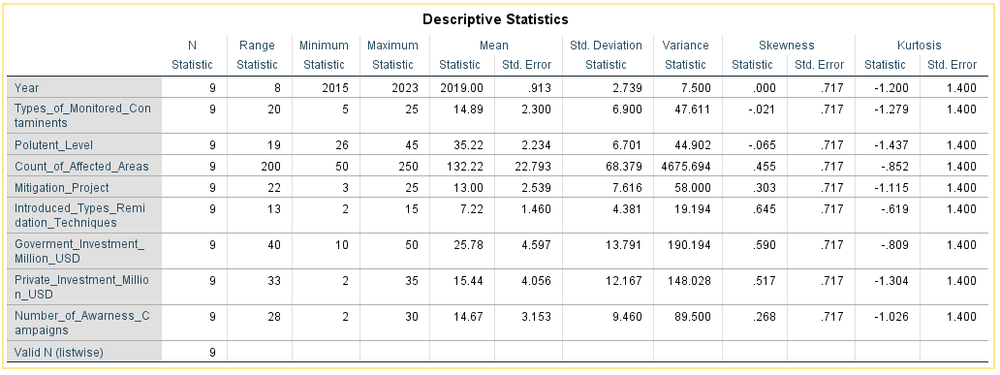 Descriptive Statistics
N Range Minimum Maximum Mean Std. Deviation Variance Skewness Kurtosis
Statistic Statistic Statistic Statistic Statistic Std. Error Statistic Statistic Statistic Std. Error Statistic Std. Error
Year 9 8 2015 2023 2019.00 .913 2.739 7.500 .000 .717 -1.200 1.400
Types_of_Monitored_Con
taminents 9 20 5 25 14.89 2.300 6.900 47.611 -.021 .717 -1.279 1.400
Polutent_Level 9 19 26 45 35.22 2.234 6.701 44.902 -.065 .717 -1.437 1.400
Count_of_Affected_Areas 9 200 50 250 132.22 22.793 68.379 4675.694 .455 .717 -.852 1.400
Mitigation_Project 9 22 3 25 13.00 2.539 7.616 58.000 .303 .717 -1.115 1.400
Introduced_Types_Remi
dation_Techniques 9 13 2 15 7.22 1.460 4.381 19.194 .645 .717 -.619 1.400
Goverment_Investment_
Million_USD 9 40 10 50 25.78 4.597 13.791 190.194 .590 .717 -.809 1.400
Private_Investment_Millio
n_USD 9 33 2 35 15.44 4.056 12.167 148.028 .517 .717 -1.304 1.400
Number_of_Awarness_C
ampaigns 9 28 2 30 14.67 3.153 9.460 89.500 .268 .717 -1.026 1.400
Valid N (listwise) 9